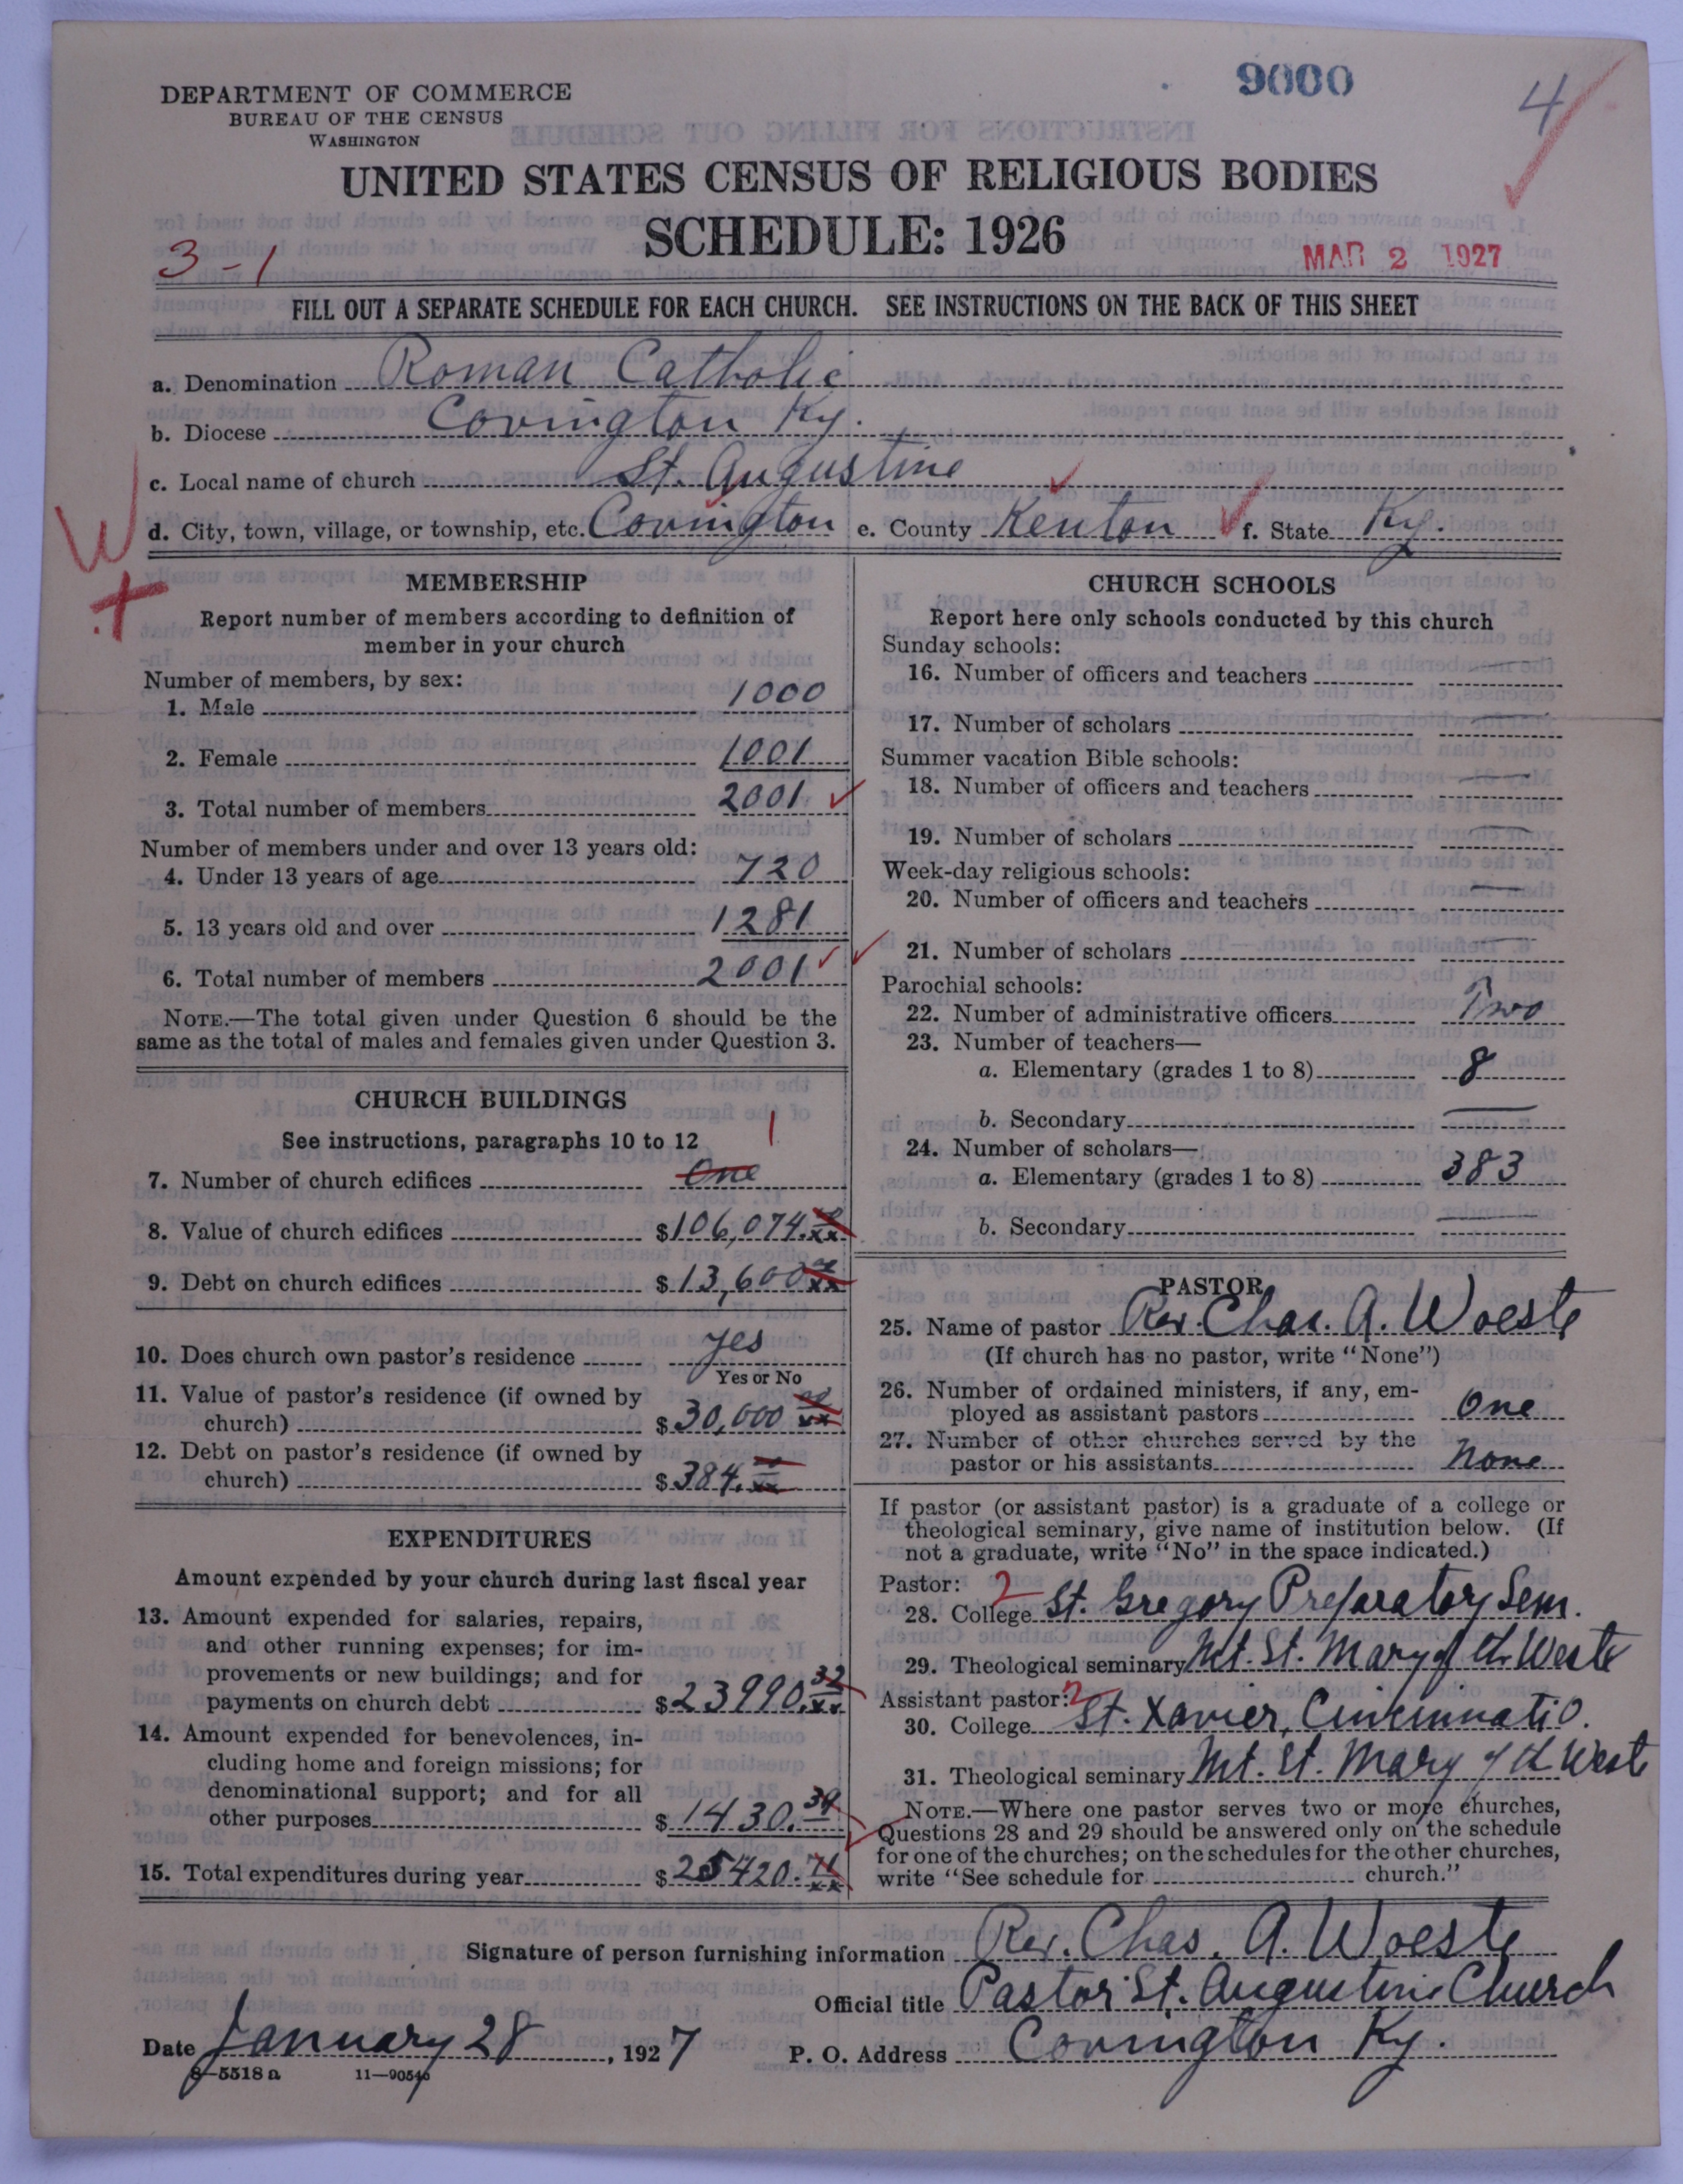 9000
4
DEPARTMENT OF COMMERCE
BUREAU OF THE CENSUS
WASHINGTON
UNITED STATES CENSUS OF RELIGIOUS BODIES
SCHEDULE: 1926
3-1
MAR 2 1927
FILL OUT A SEPARATE SCHEDULE FOR EACH CHURCH. SEE INSTRUCTIONS ON THE BACK OF THIS SHEET
a. Denomination Roman Catholic
b. Diocese Covington Ky.
c. Local name of church St. Augustine
d. City, town, village, or township, etc. Covington e. County Kenton f. State Ky.
W
+
MEMBERSHIP
Report number of members according to definition of
member in your church
Number of members, by sex:
1. Male 1000
2. Female 1001
3. Total number of members 2001
Number of members under and over 13 years old:
4. Under 13 years of age 720
5. 13 years old and over 1281
6. Total number of members 2001
NOTE.—The total given under Question 6 should be the
same as the total of males and females given under Question 3.
CHURCH BUILDINGS
See instructions, paragraphs 10 to 12
1
7. Number of church edifices One
8. Value of church edifices $106,074.xx
9. Debt on church edifices $13,600 xx
10. Does church own pastor's residence yes
Yes or No
11. Value of pastor's residence (if owned by
church) $30,000 xx
12. Debt on pastor's residence (if owned by
church) $384.xx
EXPENDITURES
Amount expended by your church during last fiscal year
13. Amount expended for salaries, repairs,
and other running expenses; for im-
provements or new buildings; and for
payments on church debt $23990.32
14. Amount expended for benevolences, in-
cluding home and foreign missions; for
denominational support; and for all
other purposes $1430.39
15. Total expenditures during year $25420.71
CHURCH SCHOOLS
Report here only schools conducted by this church
Sunday schools:
16. Number of officers and teachers —
17. Number of scholars —
Summer vacation Bible schools:
18. Number of officers and teachers —
19. Number of scholars —
Week-day religious schools:
20. Number of officers and teachers —
21. Number of scholars —
Parochial schools:
22. Number of administrative officers Two
23. Number of teachers—
a. Elementary (grades 1 to 8) 8
b. Secondary —
24. Number of scholars—
a. Elementary (grades 1 to 8) 383
b. Secondary —
PASTOR
25. Name of pastor Rev. Chas. A. Woeste
(If church has no pastor, write "None")
26. Number of ordained ministers, if any, em-
ployed as assistant pastors One
27. Number of other churches served by the
pastor or his assistants None
If pastor (or assistant pastor) is a graduate of a college or
theological seminary, give name of institution below. (If
not a graduate, write "No" in the space indicated.)
Pastor: 2
28. College St. Gregory Preparatory Sem.
29. Theological seminary Mt. St. Mary of th. West
Assistant pastor: 2
30. College St. Xavier, Cincinnati O.
31. Theological seminary Mt. St. Mary of th West
NOTE.—Where one pastor serves two or more churches,
Questions 28 and 29 should be answered only on the schedule
for one of the churches; on the schedules for the other churches,
write "See schedule for church."
Signature of person furnishing information Rev. Chas. A. Woeste
Official title Pastor St. Augustine Church
Date January 28, 1927 P. O. Address Covington Ky.
8—5518 a 11—90546